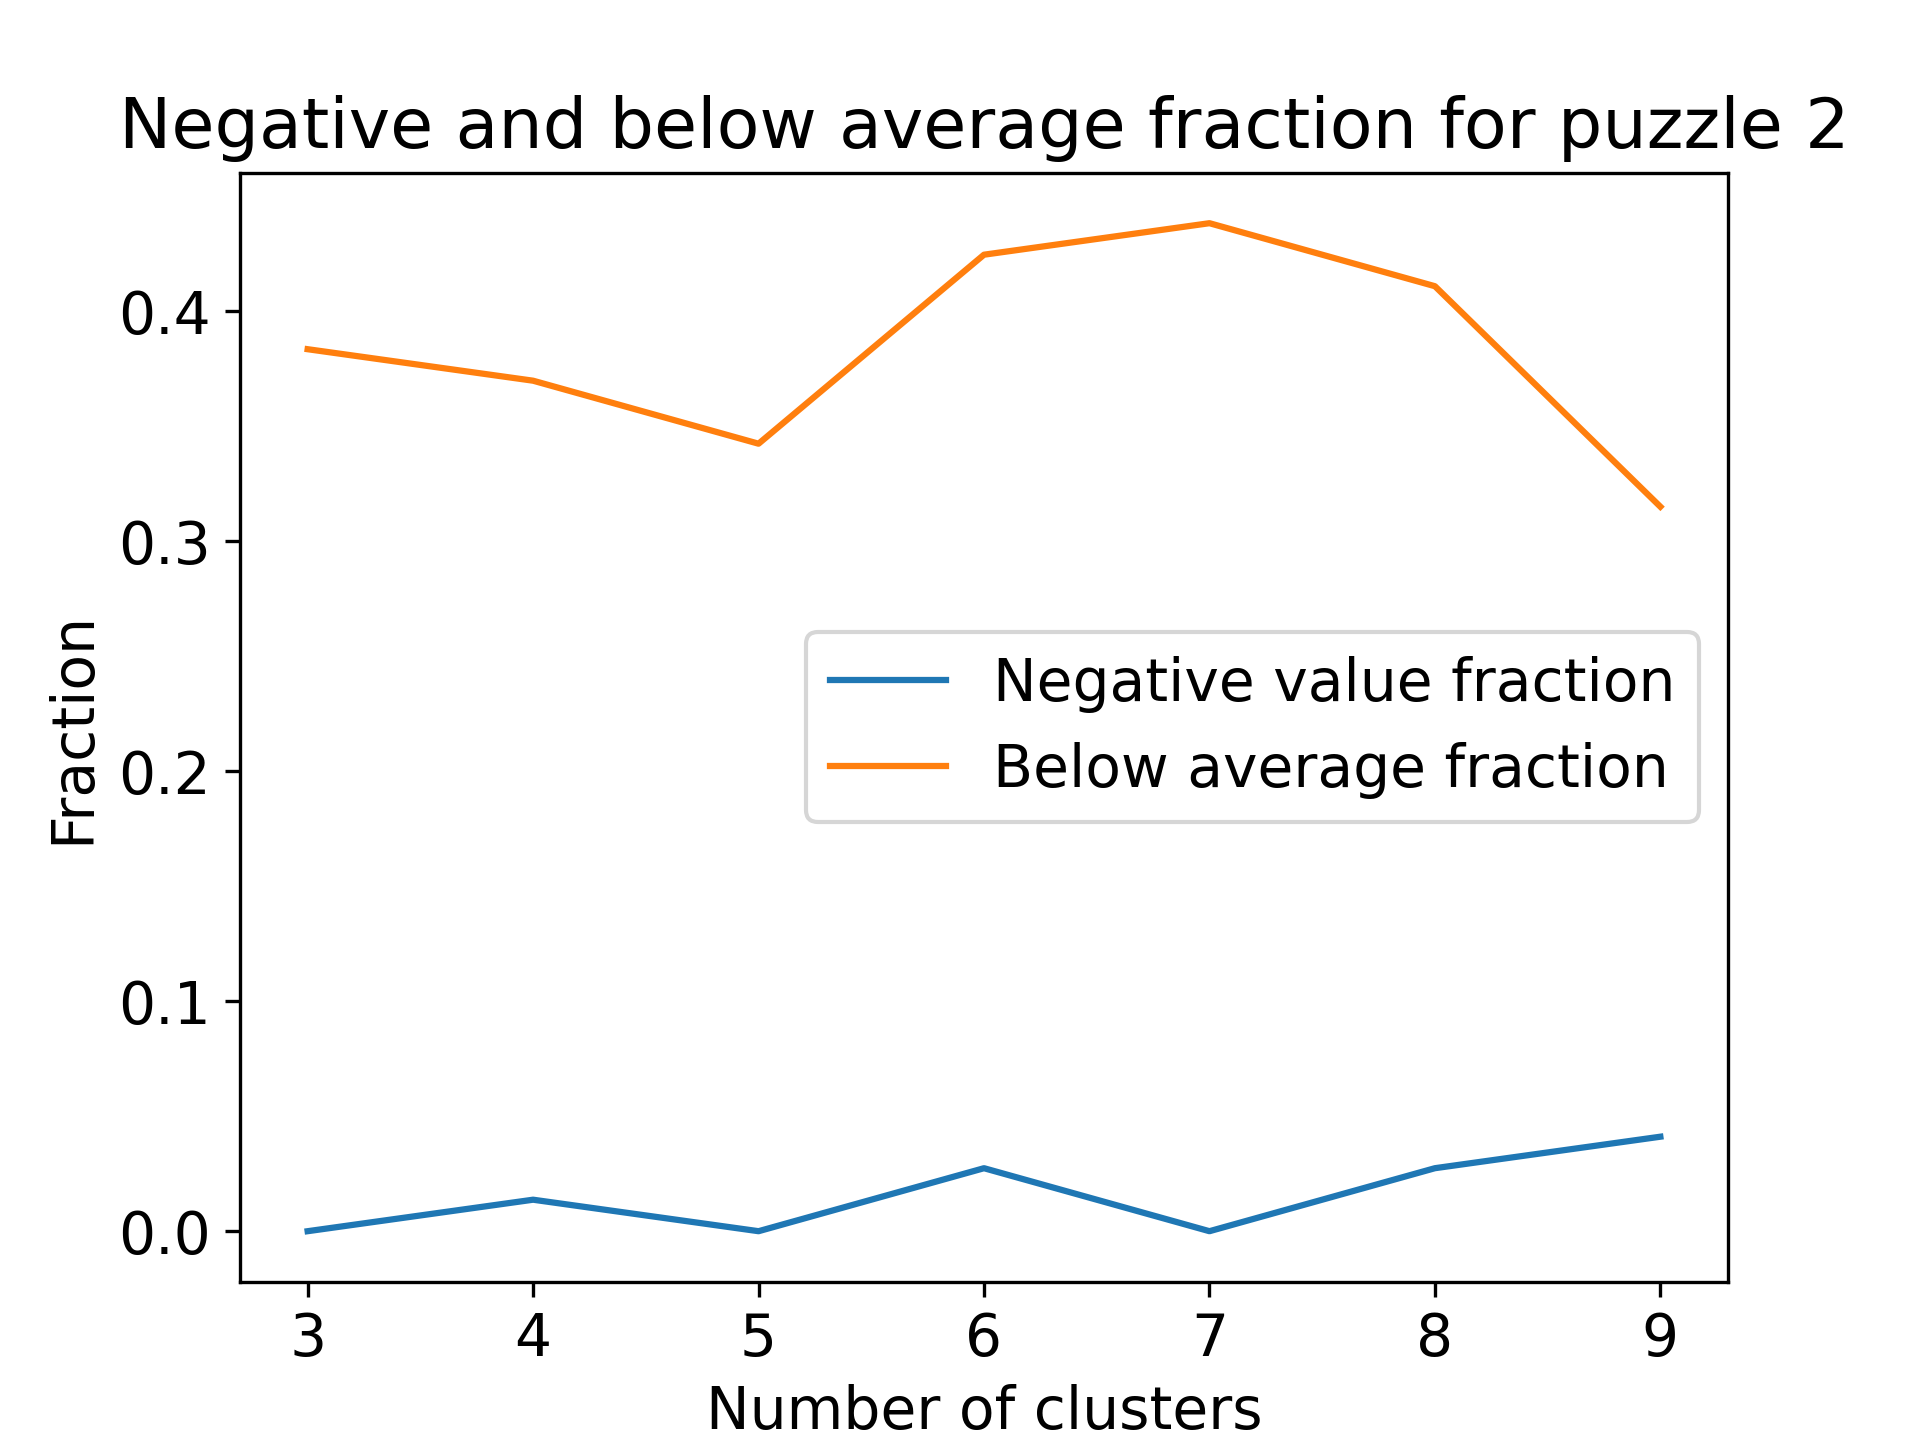 Negative and below average fraction for puzzle 2
0.4
0.3
0.2
0.1
0.0
Fraction
Negative value fraction
Below average fraction
3 4 5 6 7 8 9
Number of clusters